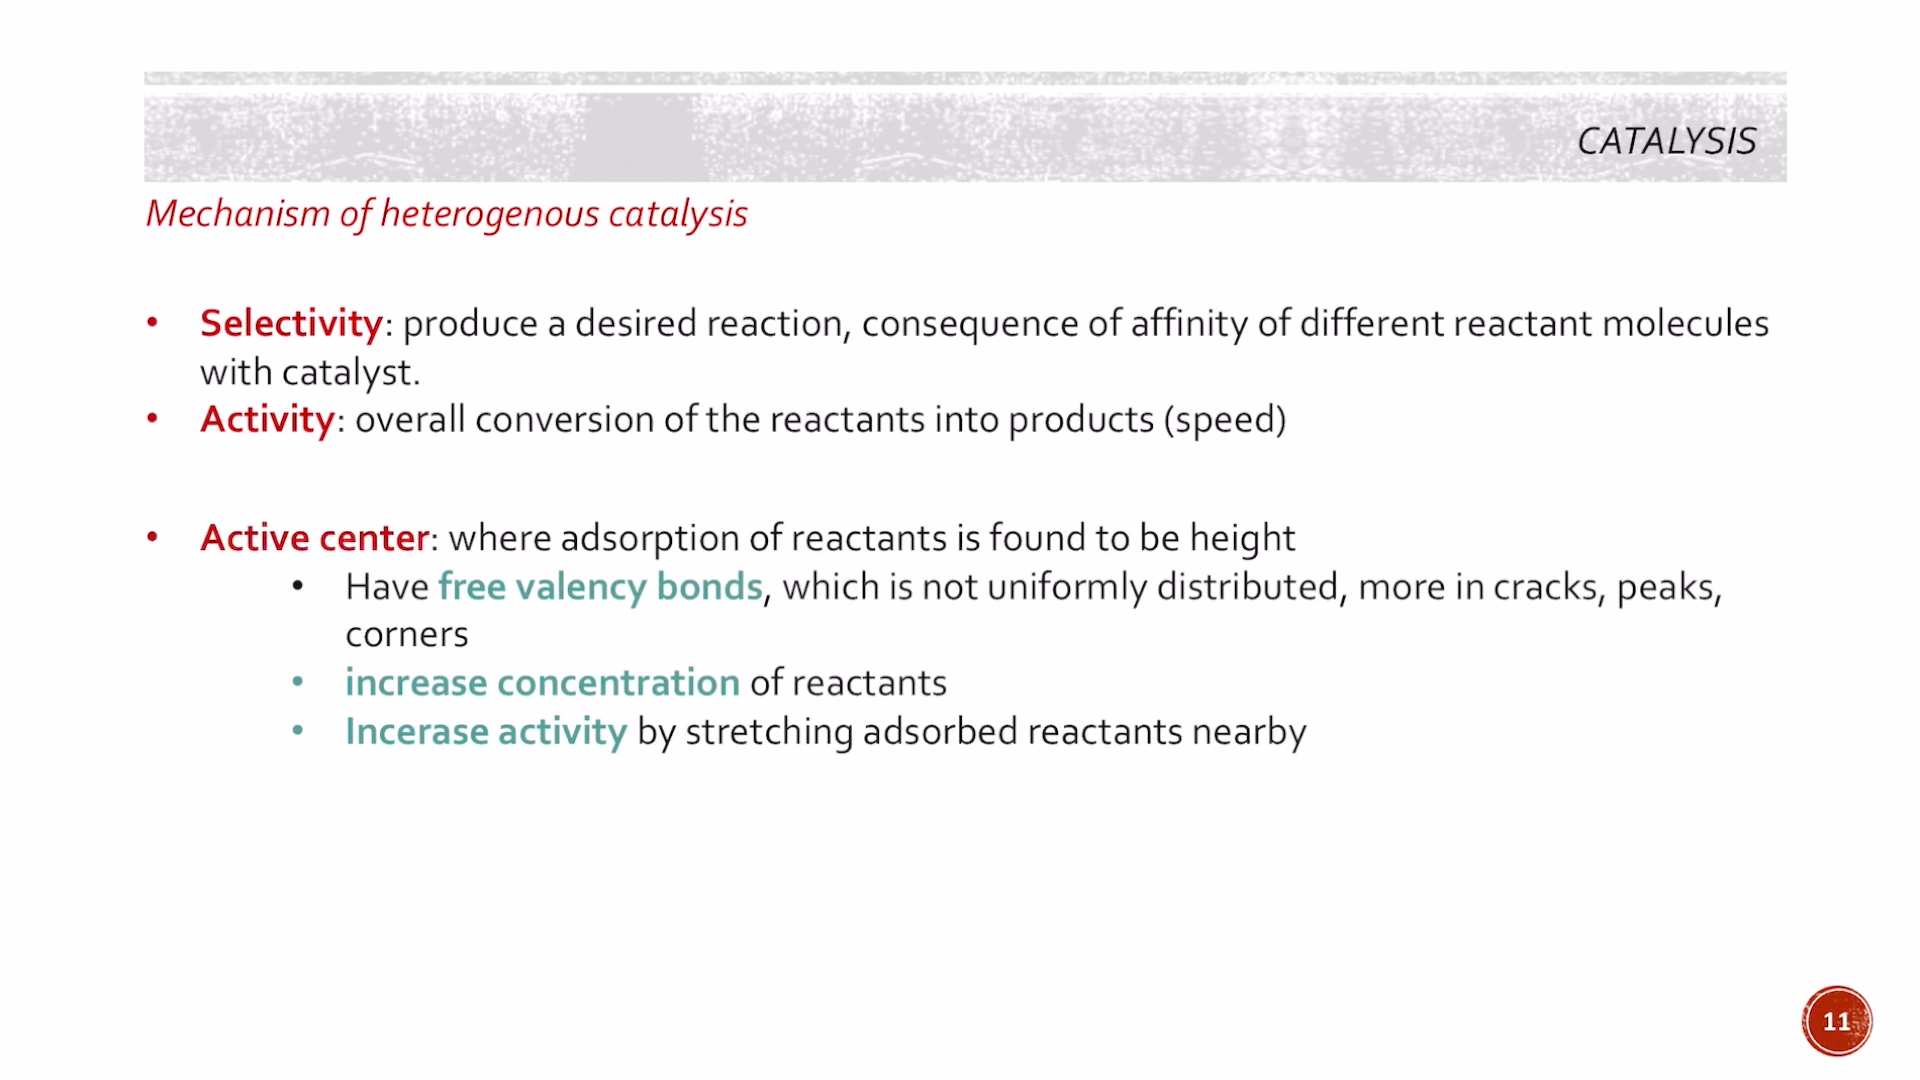 CATALYSIS
Mechanism of heterogenous catalysis
• Selectivity: produce a desired reaction, consequence of affinity of different reactant molecules
with catalyst.
• Activity: overall conversion of the reactants into products (speed)
• Active center: where adsorption of reactants is found to be height
• Have free valency bonds, which is not uniformly distributed, more in cracks, peaks,
corners
• increase concentration of reactants
• Incerase activity by stretching adsorbed reactants nearby
11